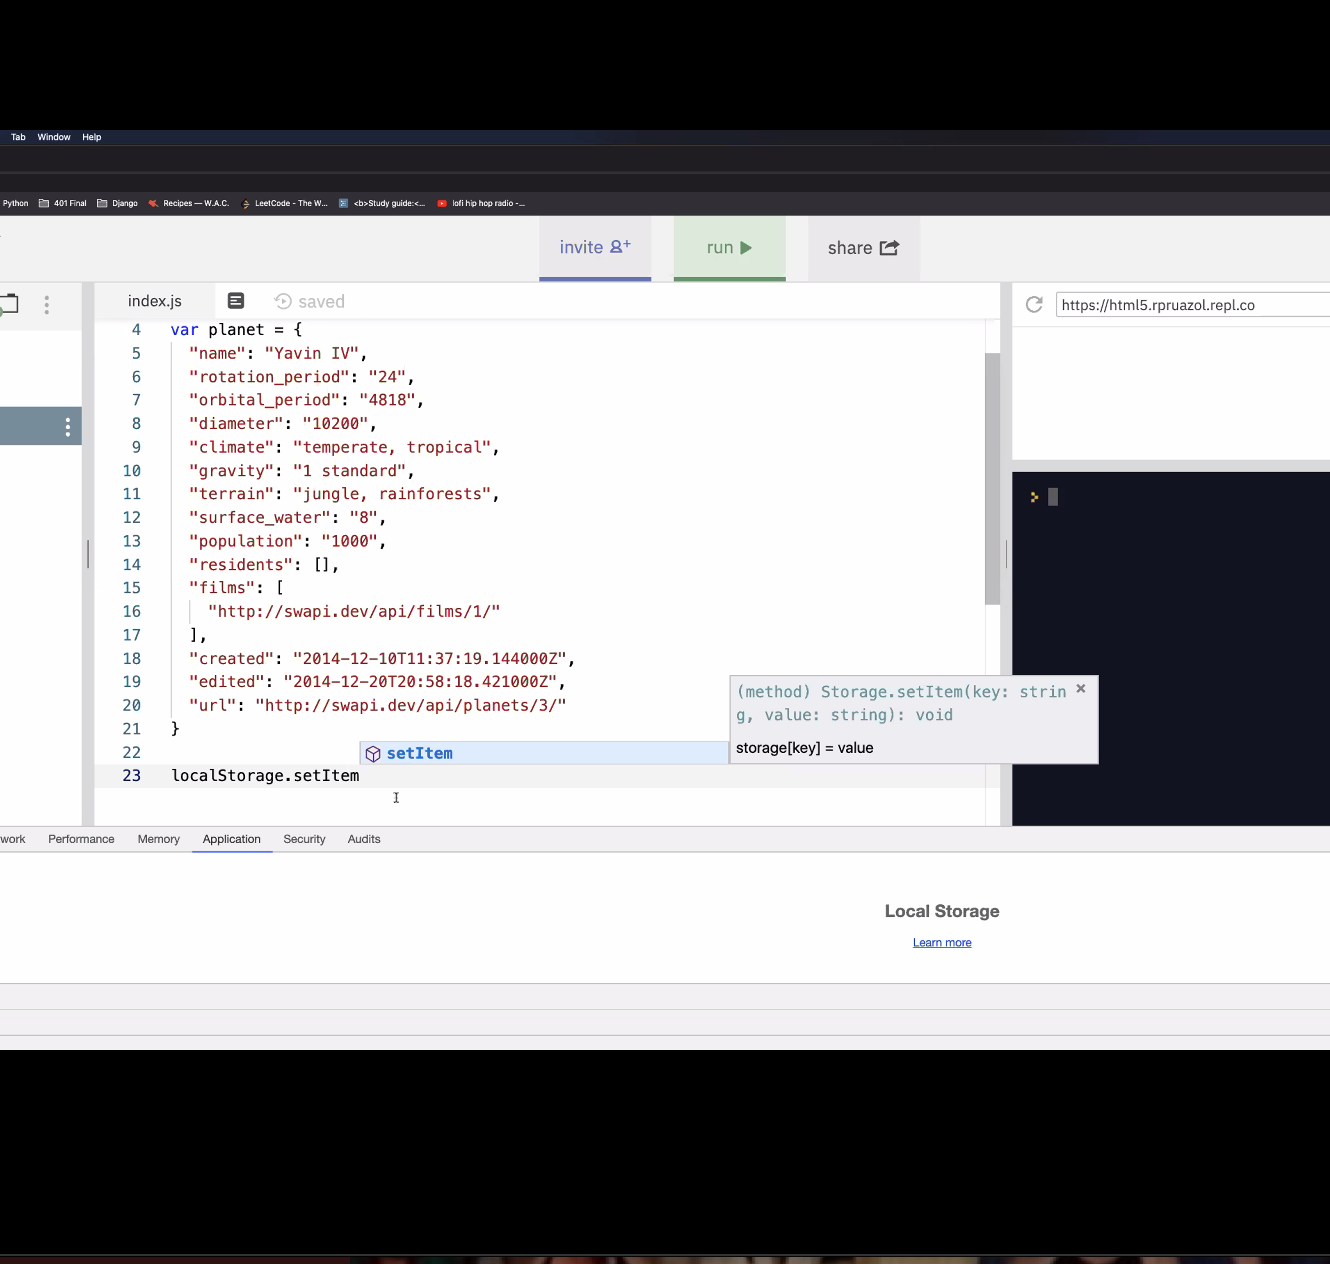 Tab Window Help
Python 401 Final Django Recipes — W.A.C. LeetCode - The W... <b>Study guide:<... lofi hip hop radio -...
invite run share
index.js saved
https://html5.rpruazol.repl.co
4 var planet = {
5 "name": "Yavin IV",
6 "rotation_period": "24",
7 "orbital_period": "4818",
8 "diameter": "10200",
9 "climate": "temperate, tropical",
10 "gravity": "1 standard",
11 "terrain": "jungle, rainforests",
12 "surface_water": "8",
13 "population": "1000",
14 "residents": [],
15 "films": [
16 "http://swapi.dev/api/films/1/"
17 ],
18 "created": "2014-12-10T11:37:19.144000Z",
19 "edited": "2014-12-20T20:58:18.421000Z",
20 "url": "http://swapi.dev/api/planets/3/"
21 }
22
23 localStorage.setItem
setItem
(method) Storage.setItem(key: strin
g, value: string): void
storage[key] = value
work Performance Memory Application Security Audits
Local Storage
Learn more